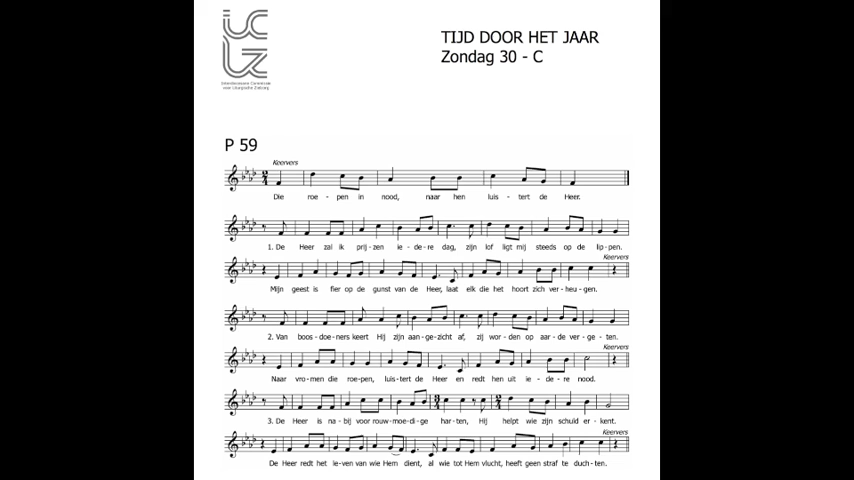 TIJD DOOR HET JAAR
Zondag 30 - C
Interdiocesane Commissie
voor Liturgische Zielzorg
P 59
Keervers
Die roe-pen in nood, naar hen luis-tert de Heer.
1. De Heer zal ik prij-zen ie-de-re dag, zijn lof ligt mij steeds op de lip-pen.
Keervers
Mijn geest is fier op de gunst van de Heer, laat elk die het hoort zich ver-heu-gen.
2. Van boos-doe-ners keert Hij zijn aan-ge-zicht af, zij wor-den op aar-de ver-ge-ten.
Keervers
Naar vro-men die roe-pen, luis-tert de Heer en redt hen uit ie-de-re nood.
3. De Heer is na-bij voor rouw-moe-di-ge har-ten, Hij helpt wie zijn schuld er-kent.
Keervers
De Heer redt het le-ven van wie Hem dient, al wie tot Hem vlucht, heeft geen straf te duch-ten.